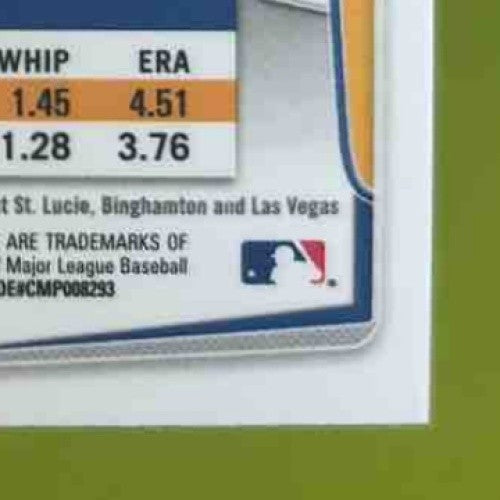 WHIP ERA
1.45 4.51
1.28 3.76
t St. Lucie, Binghamton and Las Vegas
ARE TRADEMARKS OF
Major League Baseball
DE#CMP008293